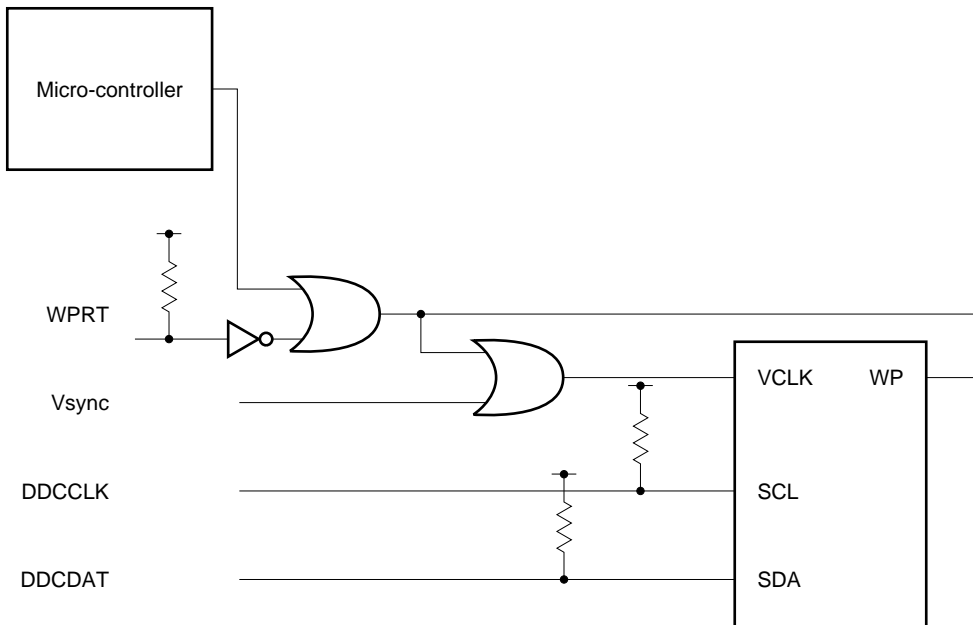 Micro-controller
WPRT
Vsync
VCLK WP
DDCCLK
SCL
DDCDAT
SDA